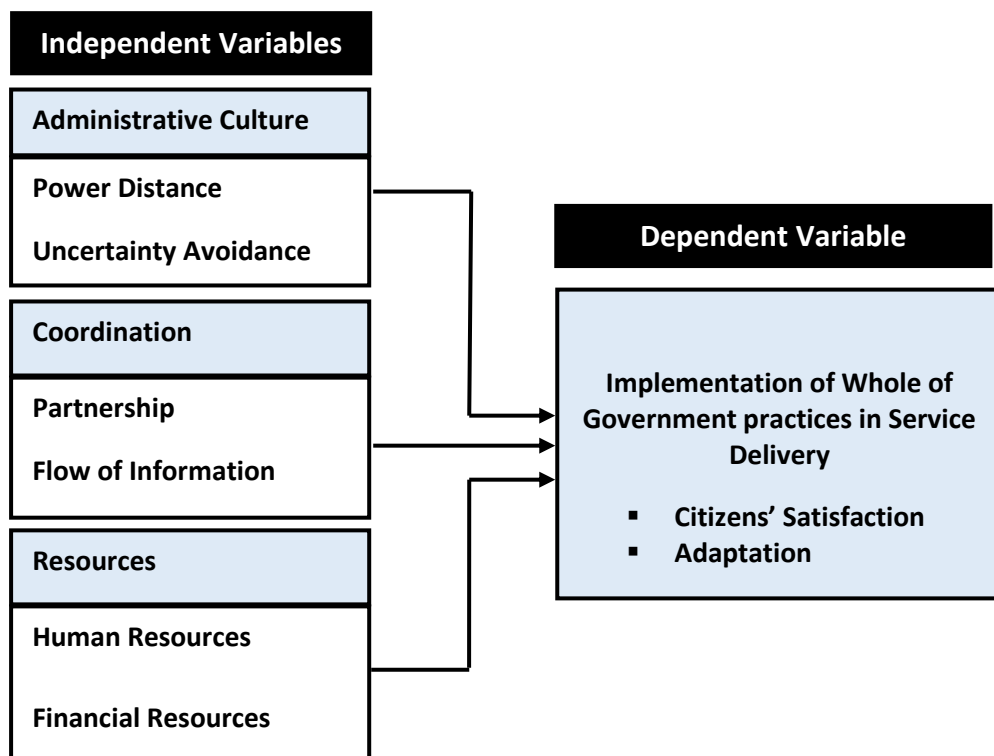 Independent Variables
Administrative Culture
Power Distance
Uncertainty Avoidance
Coordination
Partnership
Flow of Information
Resources
Human Resources
Financial Resources
Dependent Variable
Implementation of Whole of
Government practices in Service
Delivery
▪ Citizens’ Satisfaction
▪ Adaptation